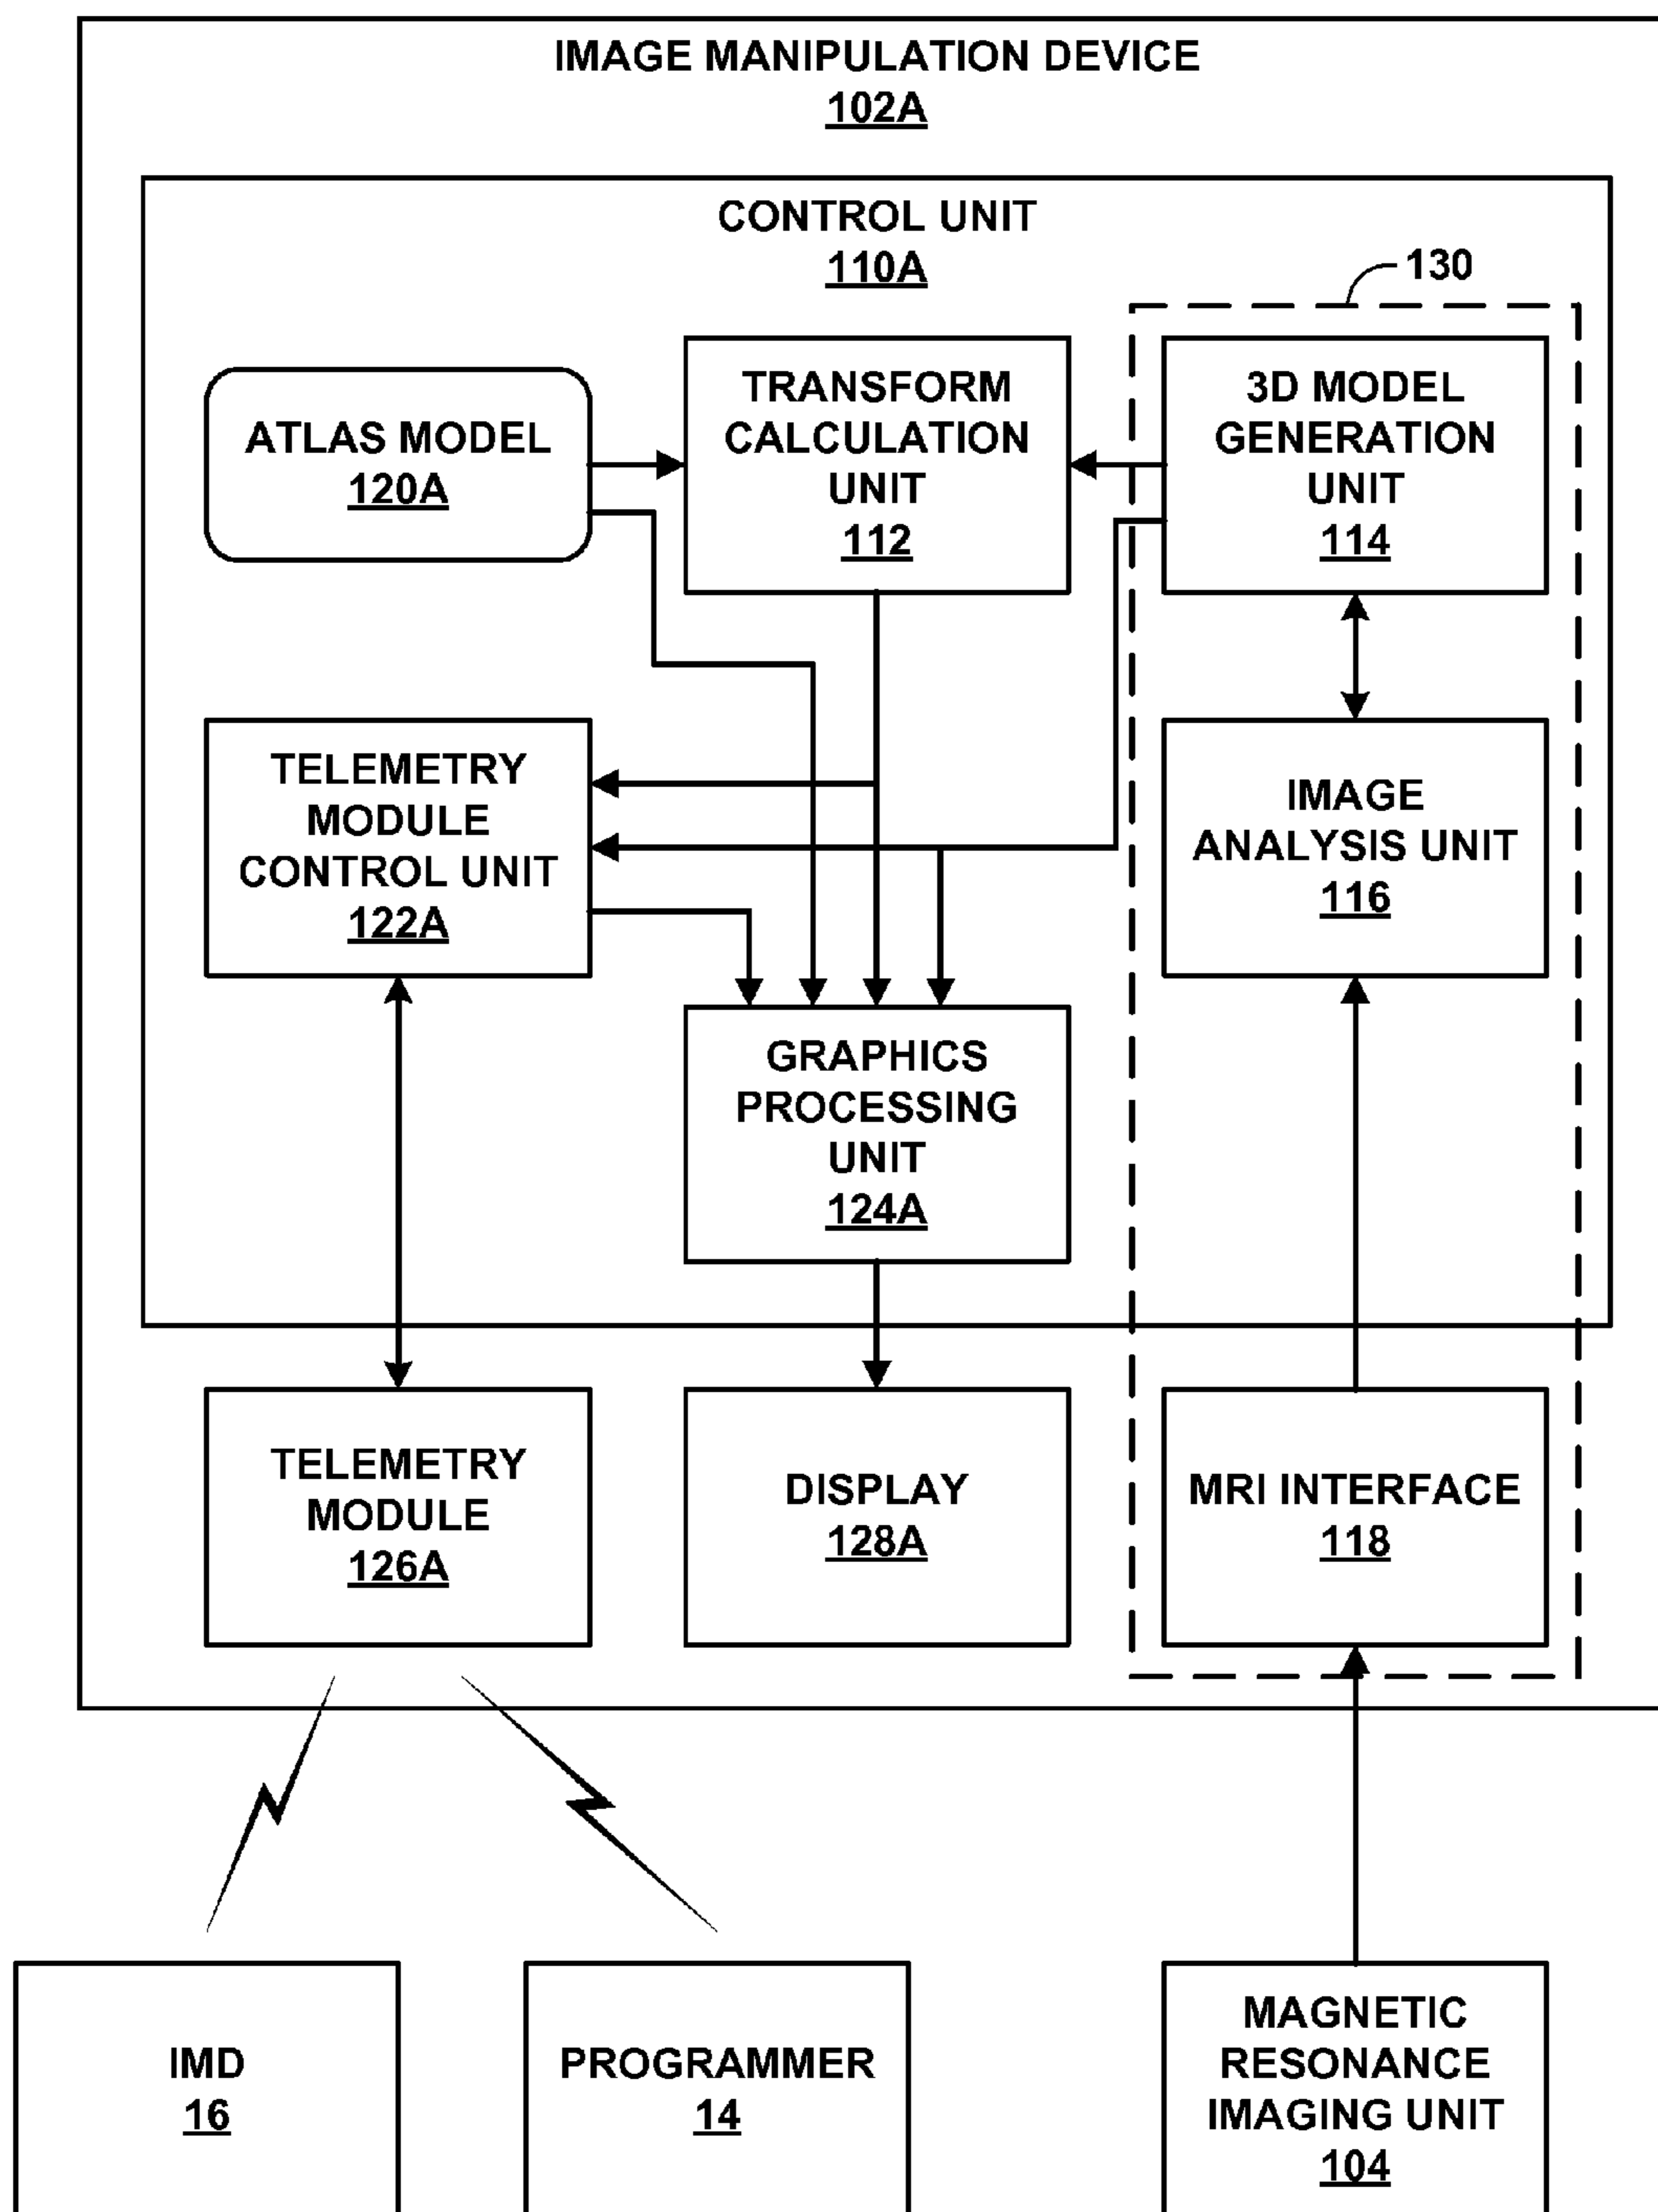 IMAGE MANIPULATION DEVICE
102A
CONTROL UNIT
110A
130
ATLAS MODEL
120A
TRANSFORM
CALCULATION
UNIT
112
3D MODEL
GENERATION
UNIT
114
TELEMETRY
MODULE
CONTROL UNIT
122A
IMAGE
ANALYSIS UNIT
116
GRAPHICS
PROCESSING
UNIT
124A
TELEMETRY
MODULE
126A
DISPLAY
128A
MRI INTERFACE
118
IMD
16
PROGRAMMER
14
MAGNETIC
RESONANCE
IMAGING UNIT
104